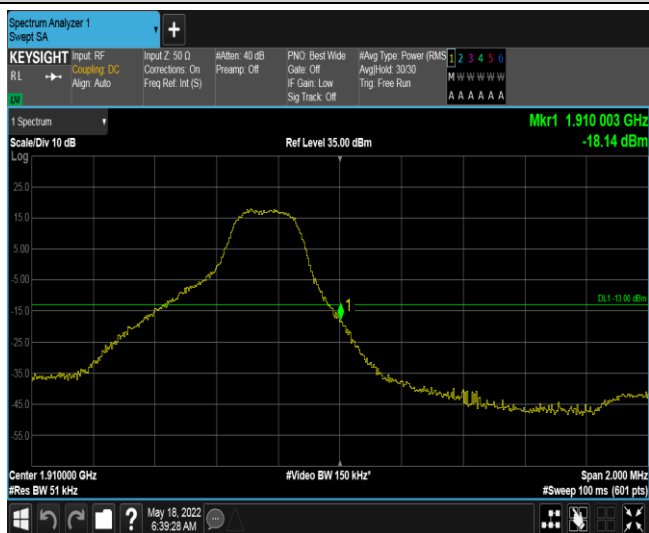 Spectrum Analyzer 1
Swept SA
KEYSIGHT
RL
Input: RF
Coupling: DC
Align: Auto
Input Z: 50 Ω
Corrections: On
Freq Ref: Int (S)
#Atten: 40 dB
Preamp: Off
PNO: Best Wide
Gate: Off
IF Gain: Low
Sig Track: Off
#Avg Type: Power (RMS
Avg|Hold: 30/30
Trig: Free Run
1 2 3 4 5 6
M W W W W W
A A A A A A
1 Spectrum
Scale/Div 10 dB
Ref Level 35.00 dBm
Mkr1 1.910 003 GHz
-18.14 dBm
Log
25.0
15.0
5.00
-5.00
-15.0
-25.0
-35.0
-45.0
-55.0
DL1 -13.00 dBm
1
Center 1.910000 GHz
#Res BW 51 kHz
#Video BW 150 kHz*
Span 2.000 MHz
#Sweep 100 ms (601 pts)
May 18, 2022
6:39:28 AM